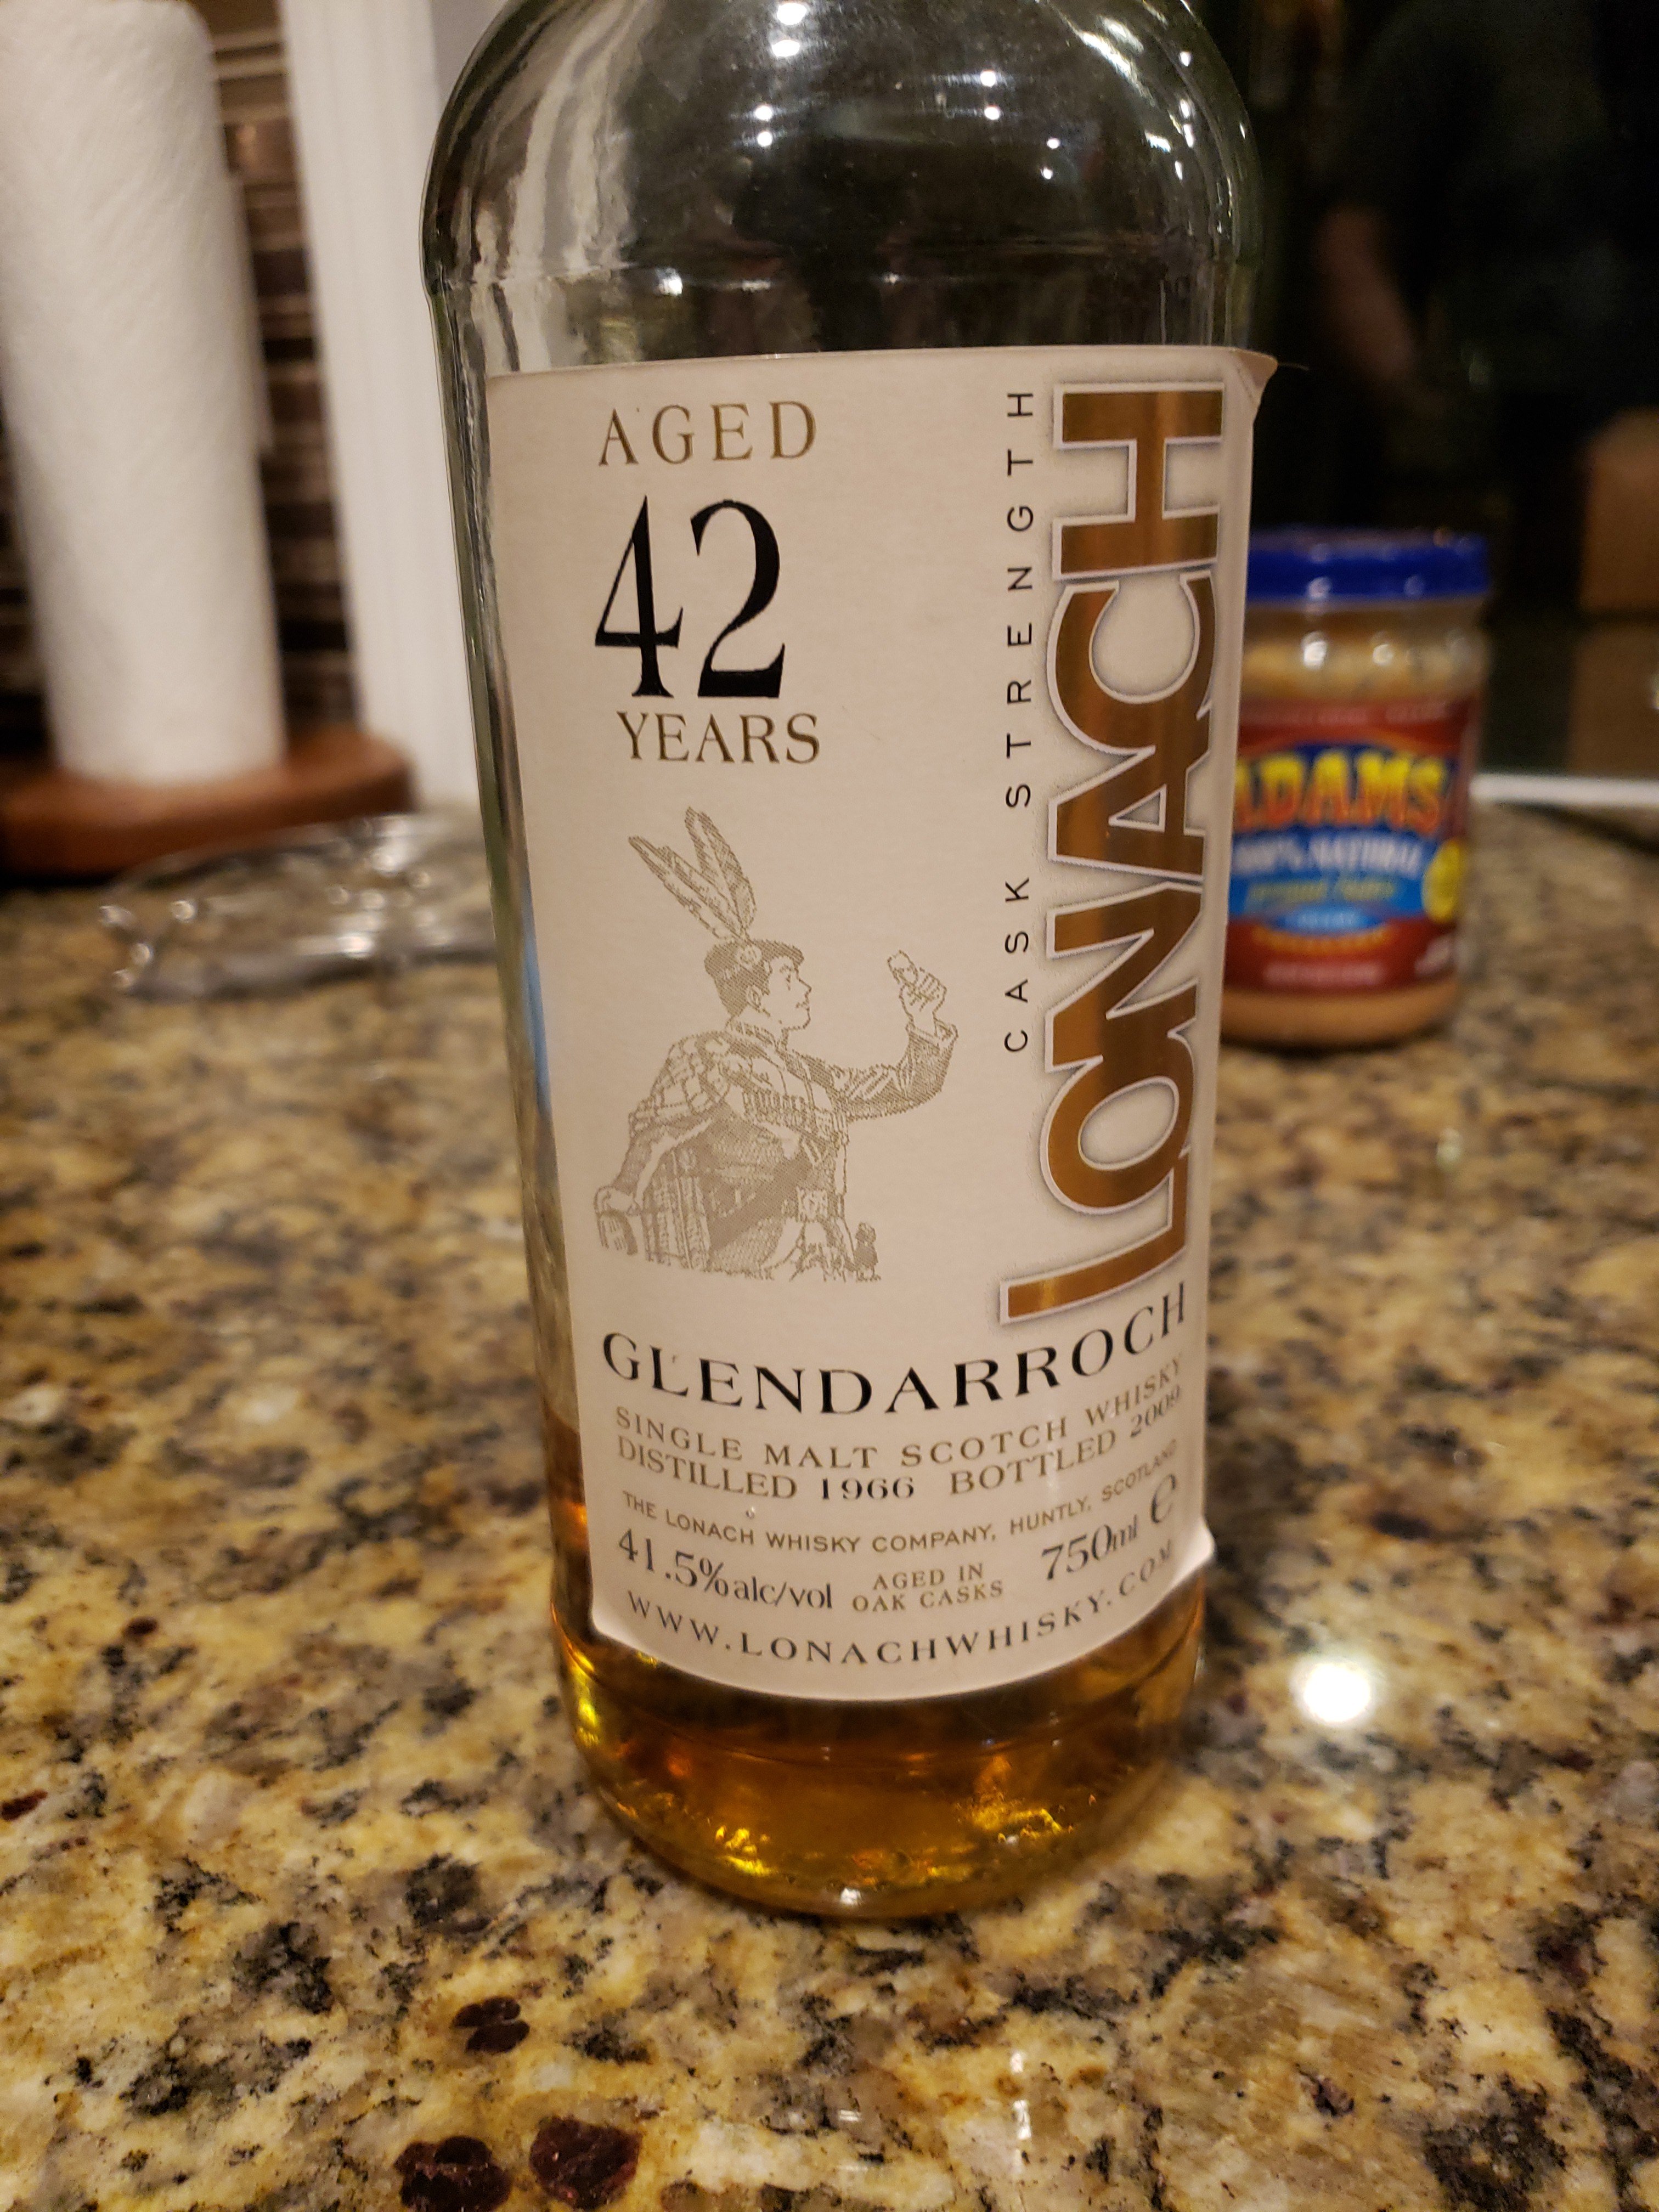 AGED
42
YEARS
CASK STRENGTH
LONACH
GLENDARROCH
SINGLE MALT SCOTCH WHISKY
DISTILLED 1966 BOTTLED 2009
THE LONACH WHISKY COMPANY, HUNTLY, SCOTLAND
41.5%alc/vol AGED IN OAK CASKS 750ml e
WWW.LONACHWHISKY.COM
ADAMS
100% NATURAL